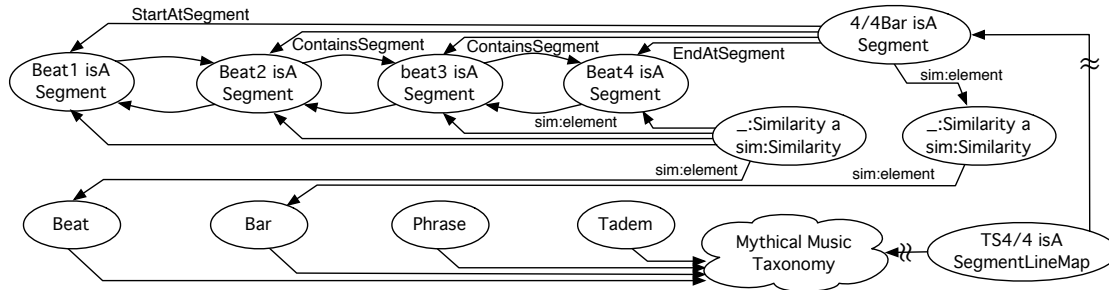 StartAtSegment
4/4Bar isA
Segment
ContainsSegment
ContainsSegment
EndAtSegment
Beat1 isA
Segment
Beat2 isA
Segment
beat3 isA
Segment
Beat4 isA
Segment
sim:element
sim:element
_:Similarity a
sim:Similarity
_:Similarity a
sim:Similarity
sim:element
sim:element
Beat
Bar
Phrase
Tadem
Mythical Music
Taxonomy
TS4/4 isA
SegmentLineMap